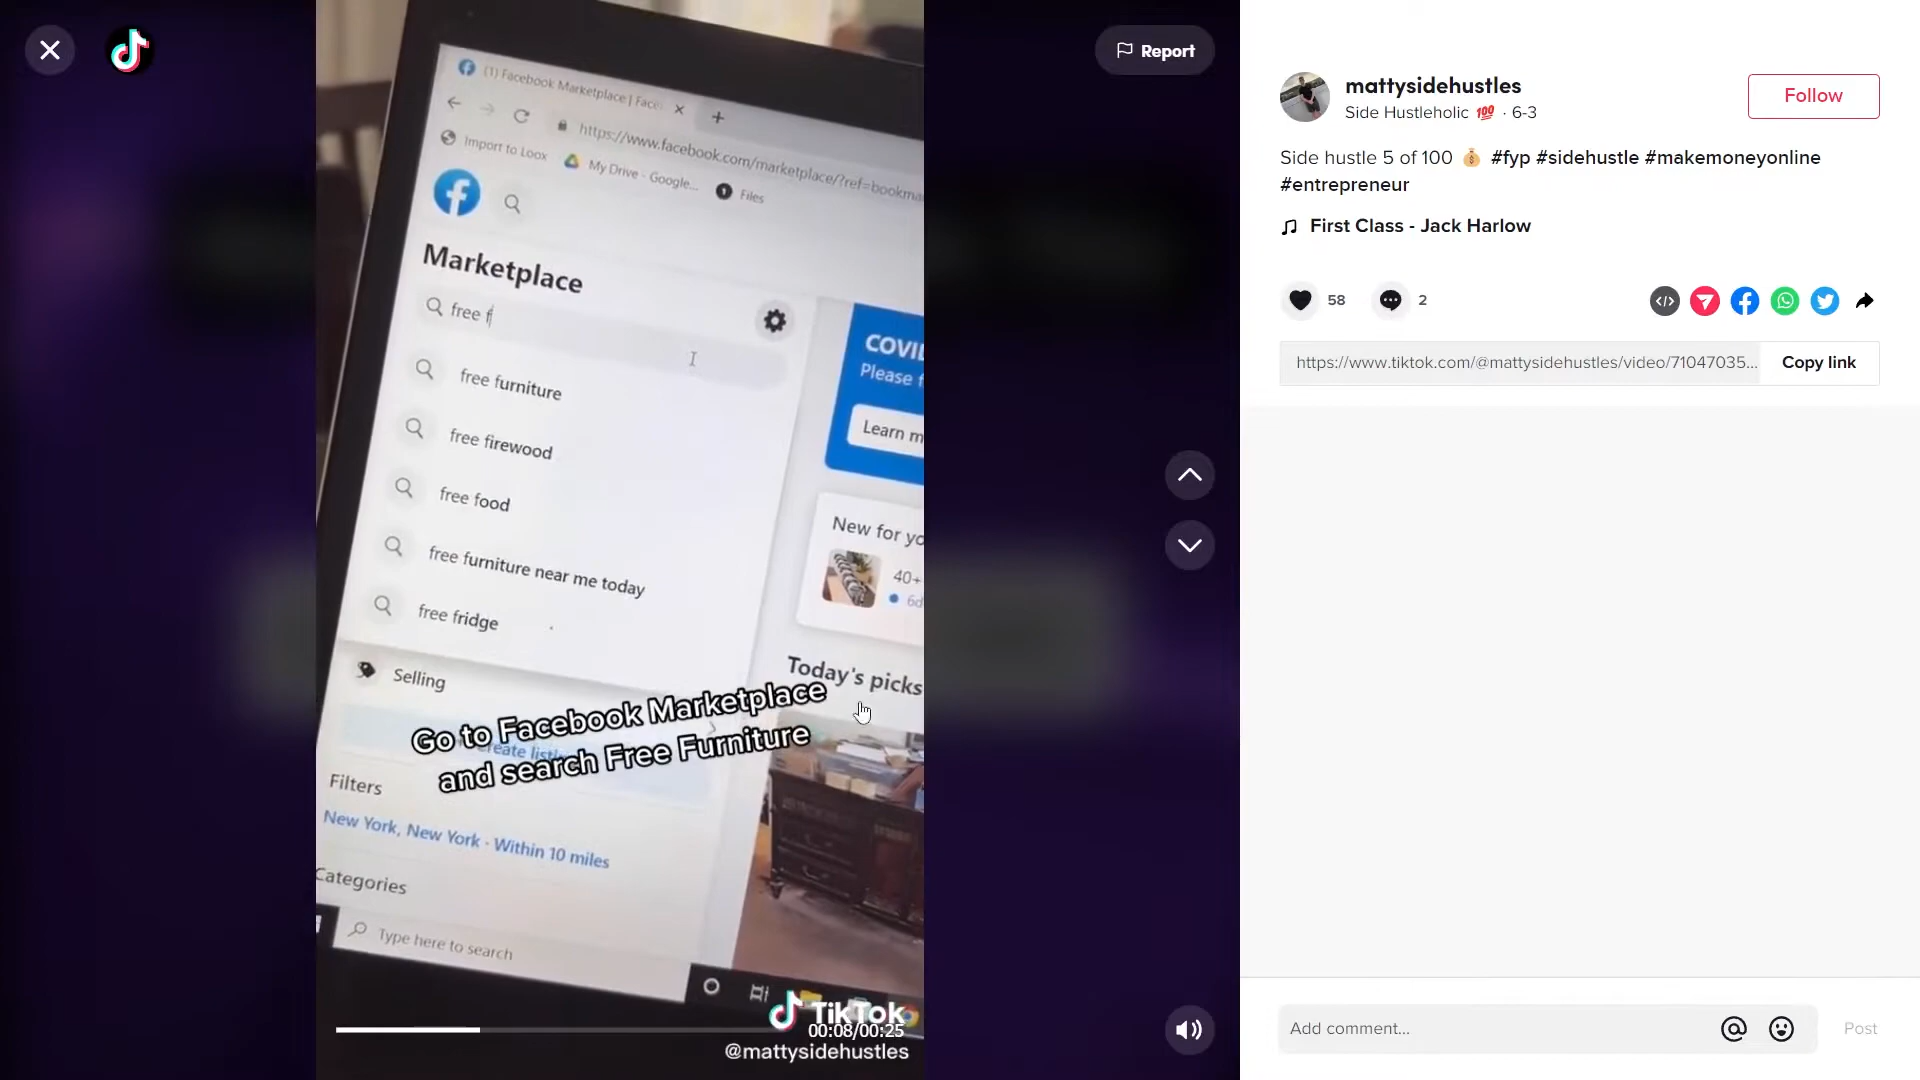 Report
(1) Facebook Marketplace | Face
https://www.facebook.com/marketplace/?ref=bookma
Import to Loox
My Drive - Google...
Files
Marketplace
free f
free furniture
free firewood
free food
free furniture near me today
free fridge
Selling
Create listi
Filters
New York, New York · Within 10 miles
Categories
Type here to search
COVI
Please f
Learn m
New for yo
40+
6d
Today's picks
Go to Facebook Marketplace
and search Free Furniture
TikTok
00:08/00:25
@mattysidehustles
mattysidehustles
Follow
Side Hustleholic 💯 · 6-3
Side hustle 5 of 100 💰 #fyp #sidehustle #makemoneyonline
#entrepreneur
First Class - Jack Harlow
58
2
https://www.tiktok.com/@mattysidehustles/video/71047035...
Copy link
Add comment...
Post